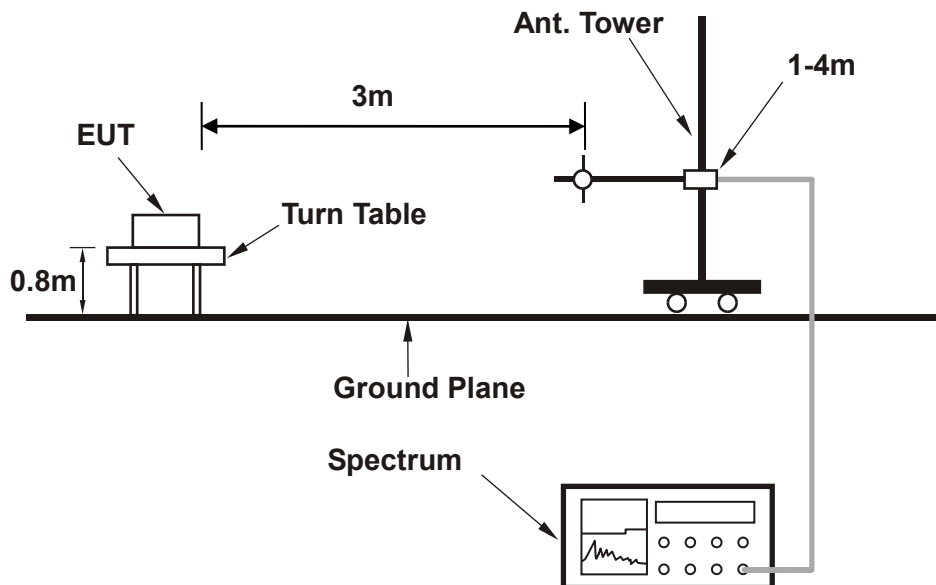 Ant. Tower
1-4m
3m
EUT
Turn Table
0.8m
Ground Plane
Spectrum